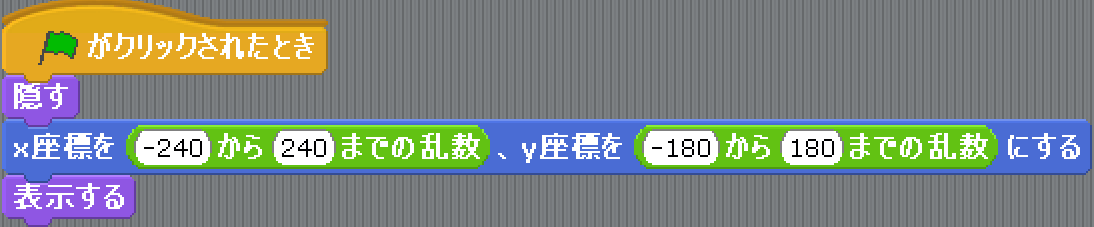 がクリックされたとき
隠す
x座標を -240 から 240 までの乱数 、y座標を -180 から 180 までの乱数 にする
表示する